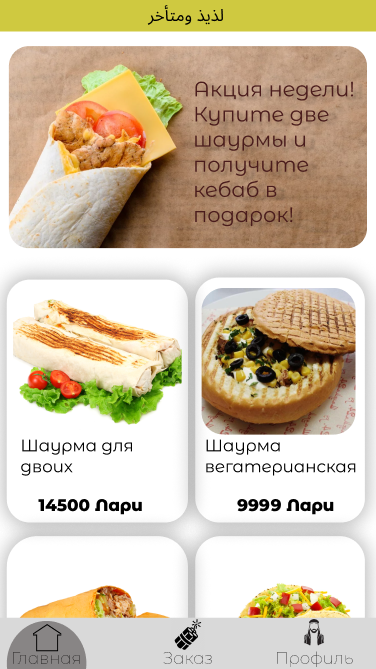 لذيذ ومتأخر
Акция недели!
Купите две
шаурмы и
получите
кебаб в
подарок!
Шаурма для
двоих
14500 Лари
Шаурма
вегатерианская
9999 Лари
Главная
Заказ
Профиль